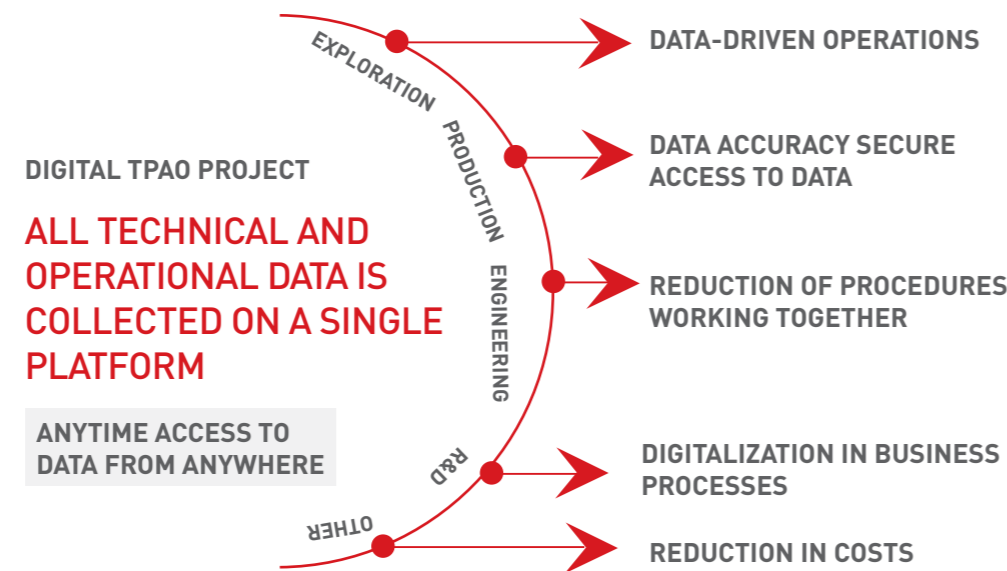 DIGITAL TPAO PROJECT
ALL TECHNICAL AND
OPERATIONAL DATA IS
COLLECTED ON A SINGLE
PLATFORM
ANYTIME ACCESS TO
DATA FROM ANYWHERE
EXPLORATION
PRODUCTION
ENGINEERING
R&D
OTHER
DATA-DRIVEN OPERATIONS
DATA ACCURACY SECURE
ACCESS TO DATA
REDUCTION OF PROCEDURES
WORKING TOGETHER
DIGITALIZATION IN BUSINESS
PROCESSES
REDUCTION IN COSTS